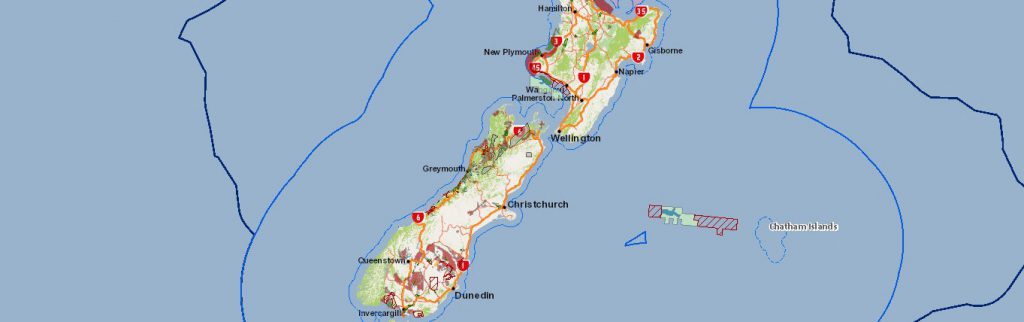 Hamilton
35
3
New Plymouth
Gisborne
2
45
Napier
1
Wa
Palmerston North
6
Wellington
Greymouth
Christchurch
6
Chatham Islands
Queenstown
1
Dunedin
Invercargill